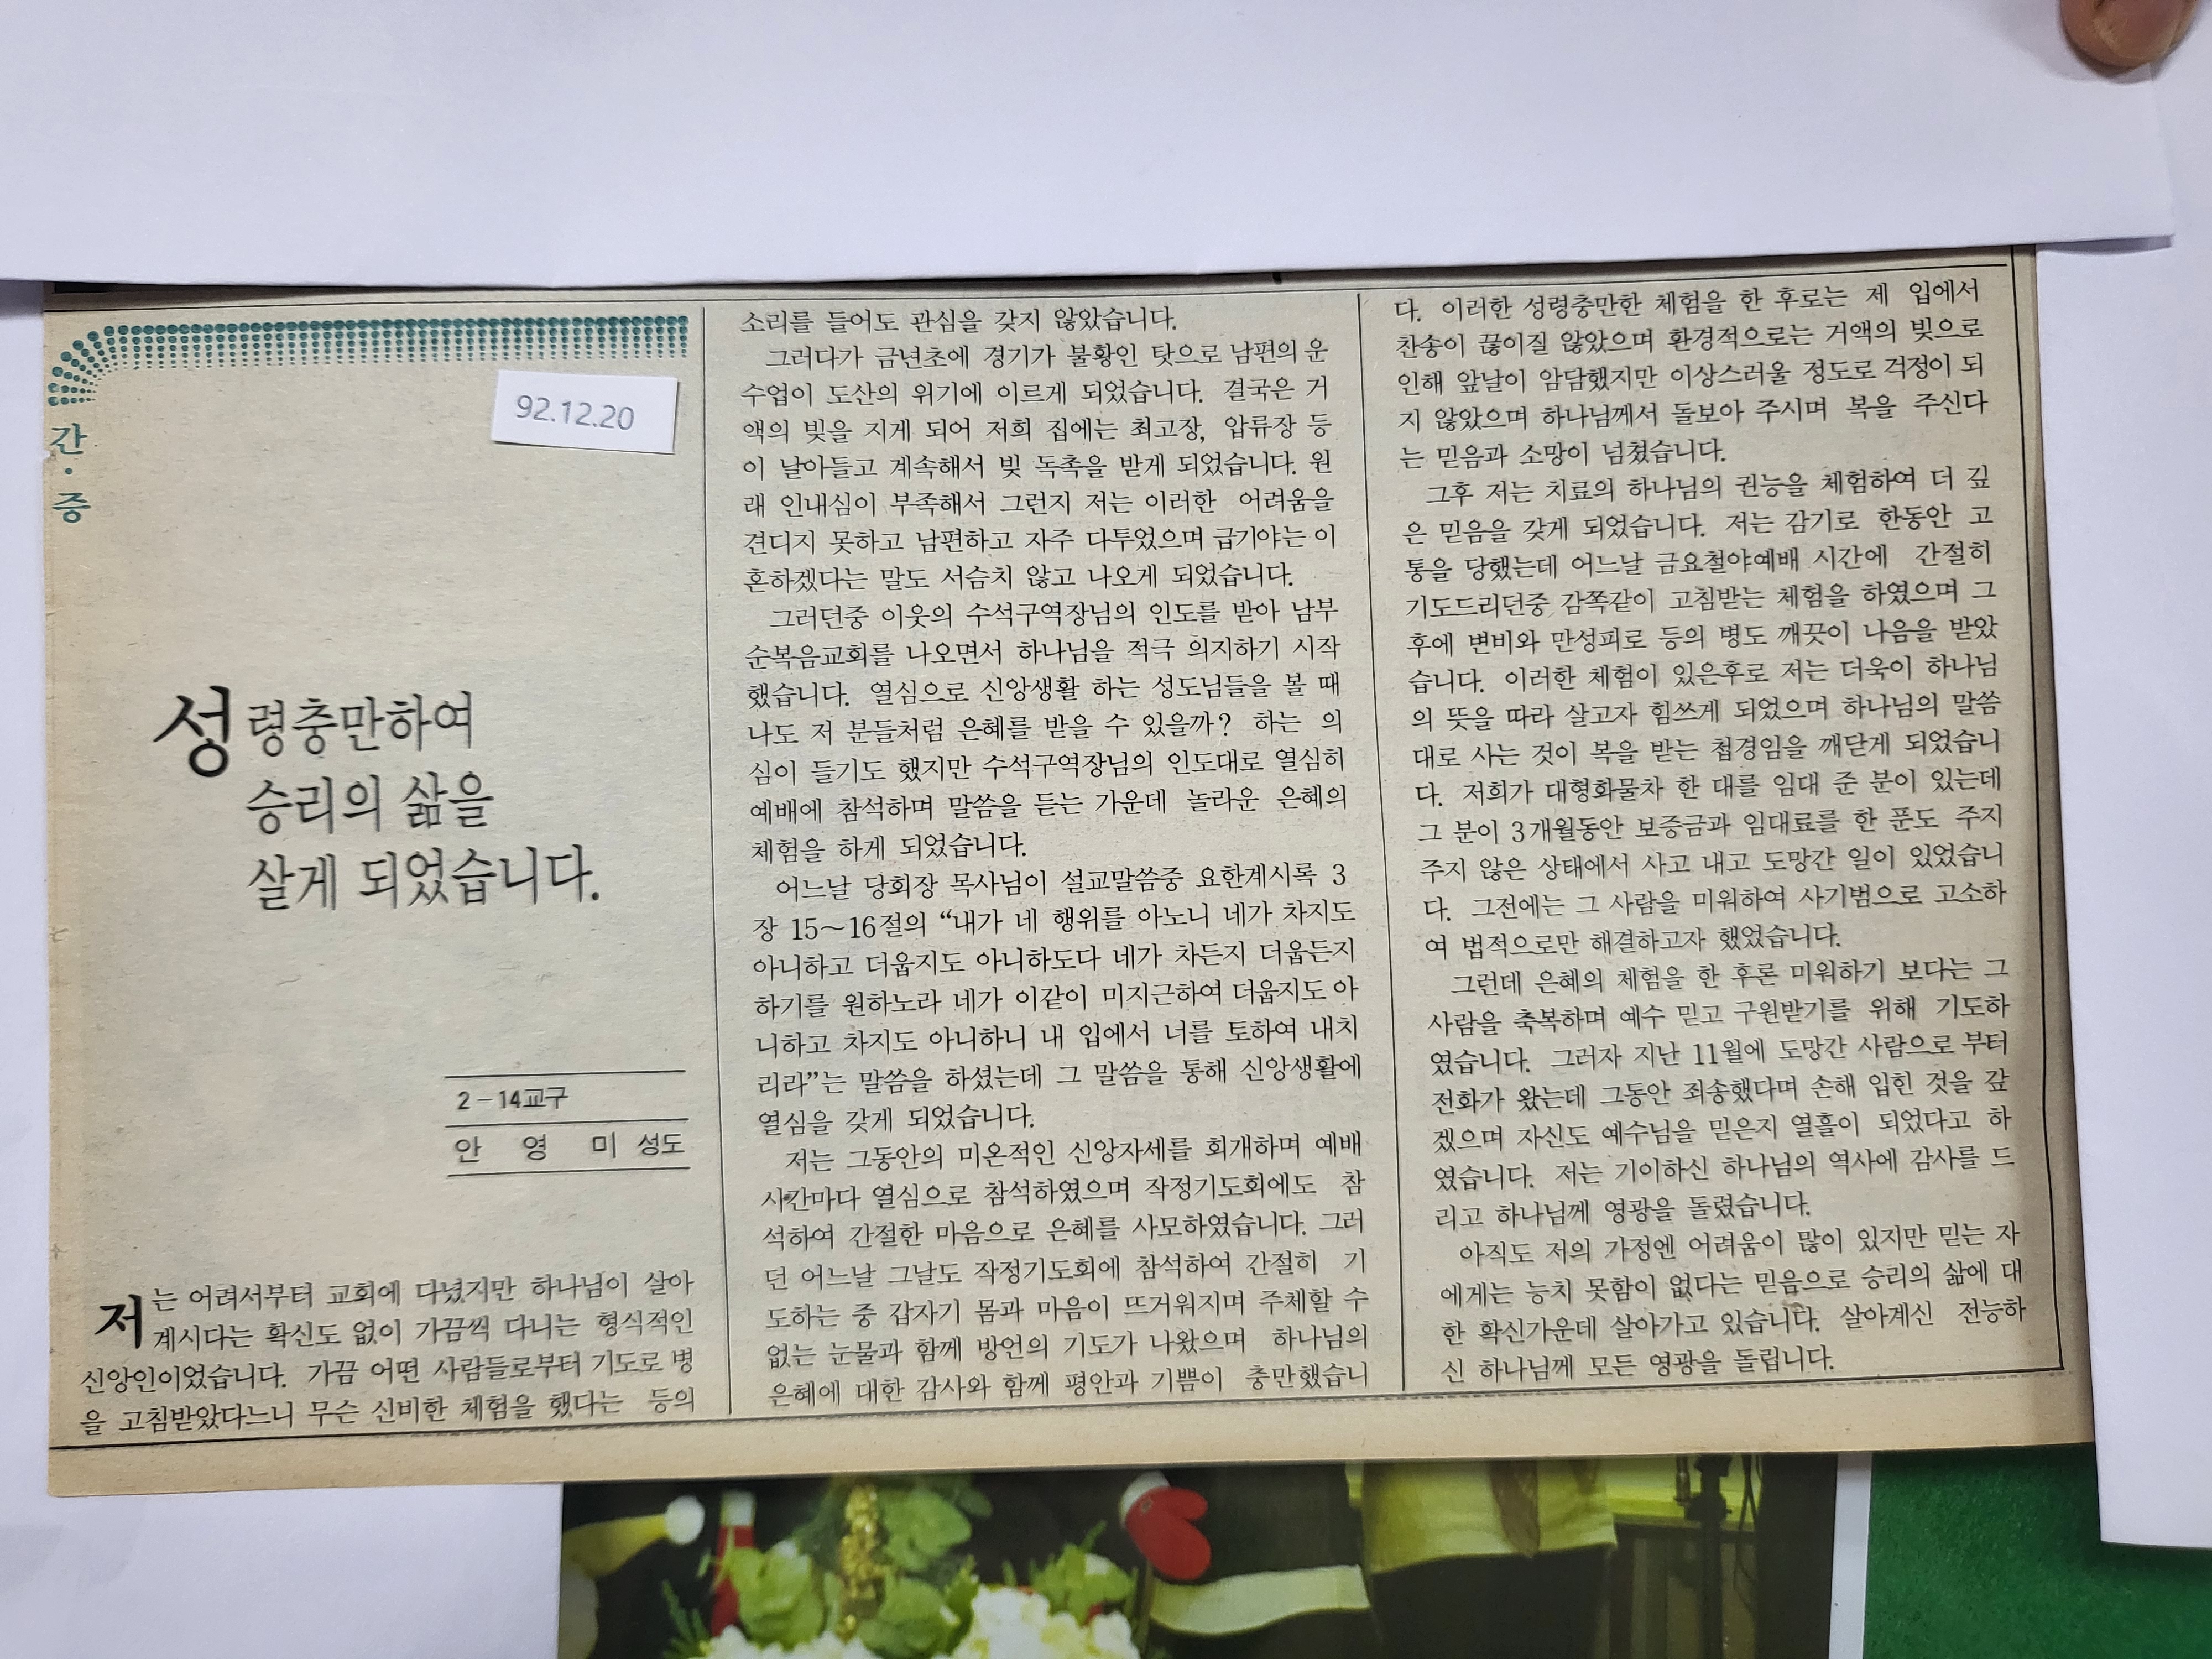 간·증
92.12.20
성령충만하여
승리의 삶을
살게 되었습니다.
2-14교구
안 영 미 성도
저는 어려서부터 교회에 다녔지만 하나님이 살아
계시다는 확신도 없이 가끔씩 다니는 형식적인
신앙인이었습니다. 가끔 어떤 사람들로부터 기도로 병
을 고침받았다느니 무슨 신비한 체험을 했다는 등의
소리를 들어도 관심을 갖지 않았습니다.
그러다가 금년초에 경기가 불황인 탓으로 남편의 운
수업이 도산의 위기에 이르게 되었습니다. 결국은 거
액의 빚을 지게 되어 저희 집에는 최고장, 압류장 등
이 날아들고 계속해서 빚 독촉을 받게 되었습니다. 원
래 인내심이 부족해서 그런지 저는 이러한 어려움을
견디지 못하고 남편하고 자주 다투었으며 급기야는 이
혼하겠다는 말도 서슴치 않고 나오게 되었습니다.
그러던중 이웃의 수석구역장님의 인도를 받아 남부
순복음교회를 나오면서 하나님을 적극 의지하기 시작
했습니다. 열심으로 신앙생활 하는 성도님들을 볼 때
나도 저 분들처럼 은혜를 받을 수 있을까? 하는 의
심이 들기도 했지만 수석구역장님의 인도대로 열심히
예배에 참석하며 말씀을 듣는 가운데 놀라운 은혜의
체험을 하게 되었습니다.
어느날 당회장 목사님이 설교말씀중 요한계시록 3
장 15~16절의 “내가 네 행위를 아노니 네가 차지도
아니하고 더웁지도 아니하도다 네가 차든지 더웁든지
하기를 원하노라 네가 이같이 미지근하여 더웁지도 아
니하고 차지도 아니하니 내 입에서 너를 토하여 내치
리라”는 말씀을 하셨는데 그 말씀을 통해 신앙생활에
열심을 갖게 되었습니다.
저는 그동안의 미온적인 신앙자세를 회개하며 예배
시간마다 열심으로 참석하였으며 작정기도회에도 참
석하여 간절한 마음으로 은혜를 사모하였습니다. 그러
던 어느날 그날도 작정기도회에 참석하여 간절히 기
도하는 중 갑자기 몸과 마음이 뜨거워지며 주체할 수
없는 눈물과 함께 방언의 기도가 나왔으며 하나님의
은혜에 대한 감사와 함께 평안과 기쁨이 충만했습니
다. 이러한 성령충만한 체험을 한 후로는 제 입에서
찬송이 끊이질 않았으며 환경적으로는 거액의 빚으로
인해 앞날이 암담했지만 이상스러울 정도로 걱정이 되
지 않았으며 하나님께서 돌보아 주시며 복을 주신다
는 믿음과 소망이 넘쳤습니다.
그후 저는 치료의 하나님의 권능을 체험하여 더 깊
은 믿음을 갖게 되었습니다. 저는 감기로 한동안 고
통을 당했는데 어느날 금요철야예배 시간에 간절히
기도드리던중 감쪽같이 고침받는 체험을 하였으며 그
후에 변비와 만성피로 등의 병도 깨끗이 나음을 받았
습니다. 이러한 체험이 있은후로 저는 더욱이 하나님
의 뜻을 따라 살고자 힘쓰게 되었으며 하나님의 말씀
대로 사는 것이 복을 받는 첩경임을 깨닫게 되었습니
다. 저희가 대형화물차 한 대를 임대 준 분이 있는데
그 분이 3개월동안 보증금과 임대료를 한 푼도 주지
주지 않은 상태에서 사고 내고 도망간 일이 있었습니
다. 그전에는 그 사람을 미워하여 사기범으로 고소하
여 법적으로만 해결하고자 했었습니다.
그런데 은혜의 체험을 한 후론 미워하기 보다는 그
사람을 축복하며 예수 믿고 구원받기를 위해 기도하
였습니다. 그러자 지난 11월에 도망간 사람으로 부터
전화가 왔는데 그동안 죄송했다며 손해 입힌 것을 갚
겠으며 자신도 예수님을 믿은지 열흘이 되었다고 하
였습니다. 저는 기이하신 하나님의 역사에 감사를 드
리고 하나님께 영광을 돌렸습니다.
아직도 저의 가정엔 어려움이 많이 있지만 믿는 자
에게는 능치 못함이 없다는 믿음으로 승리의 삶에 대
한 확신가운데 살아가고 있습니다. 살아계신 전능하
신 하나님께 모든 영광을 돌립니다.